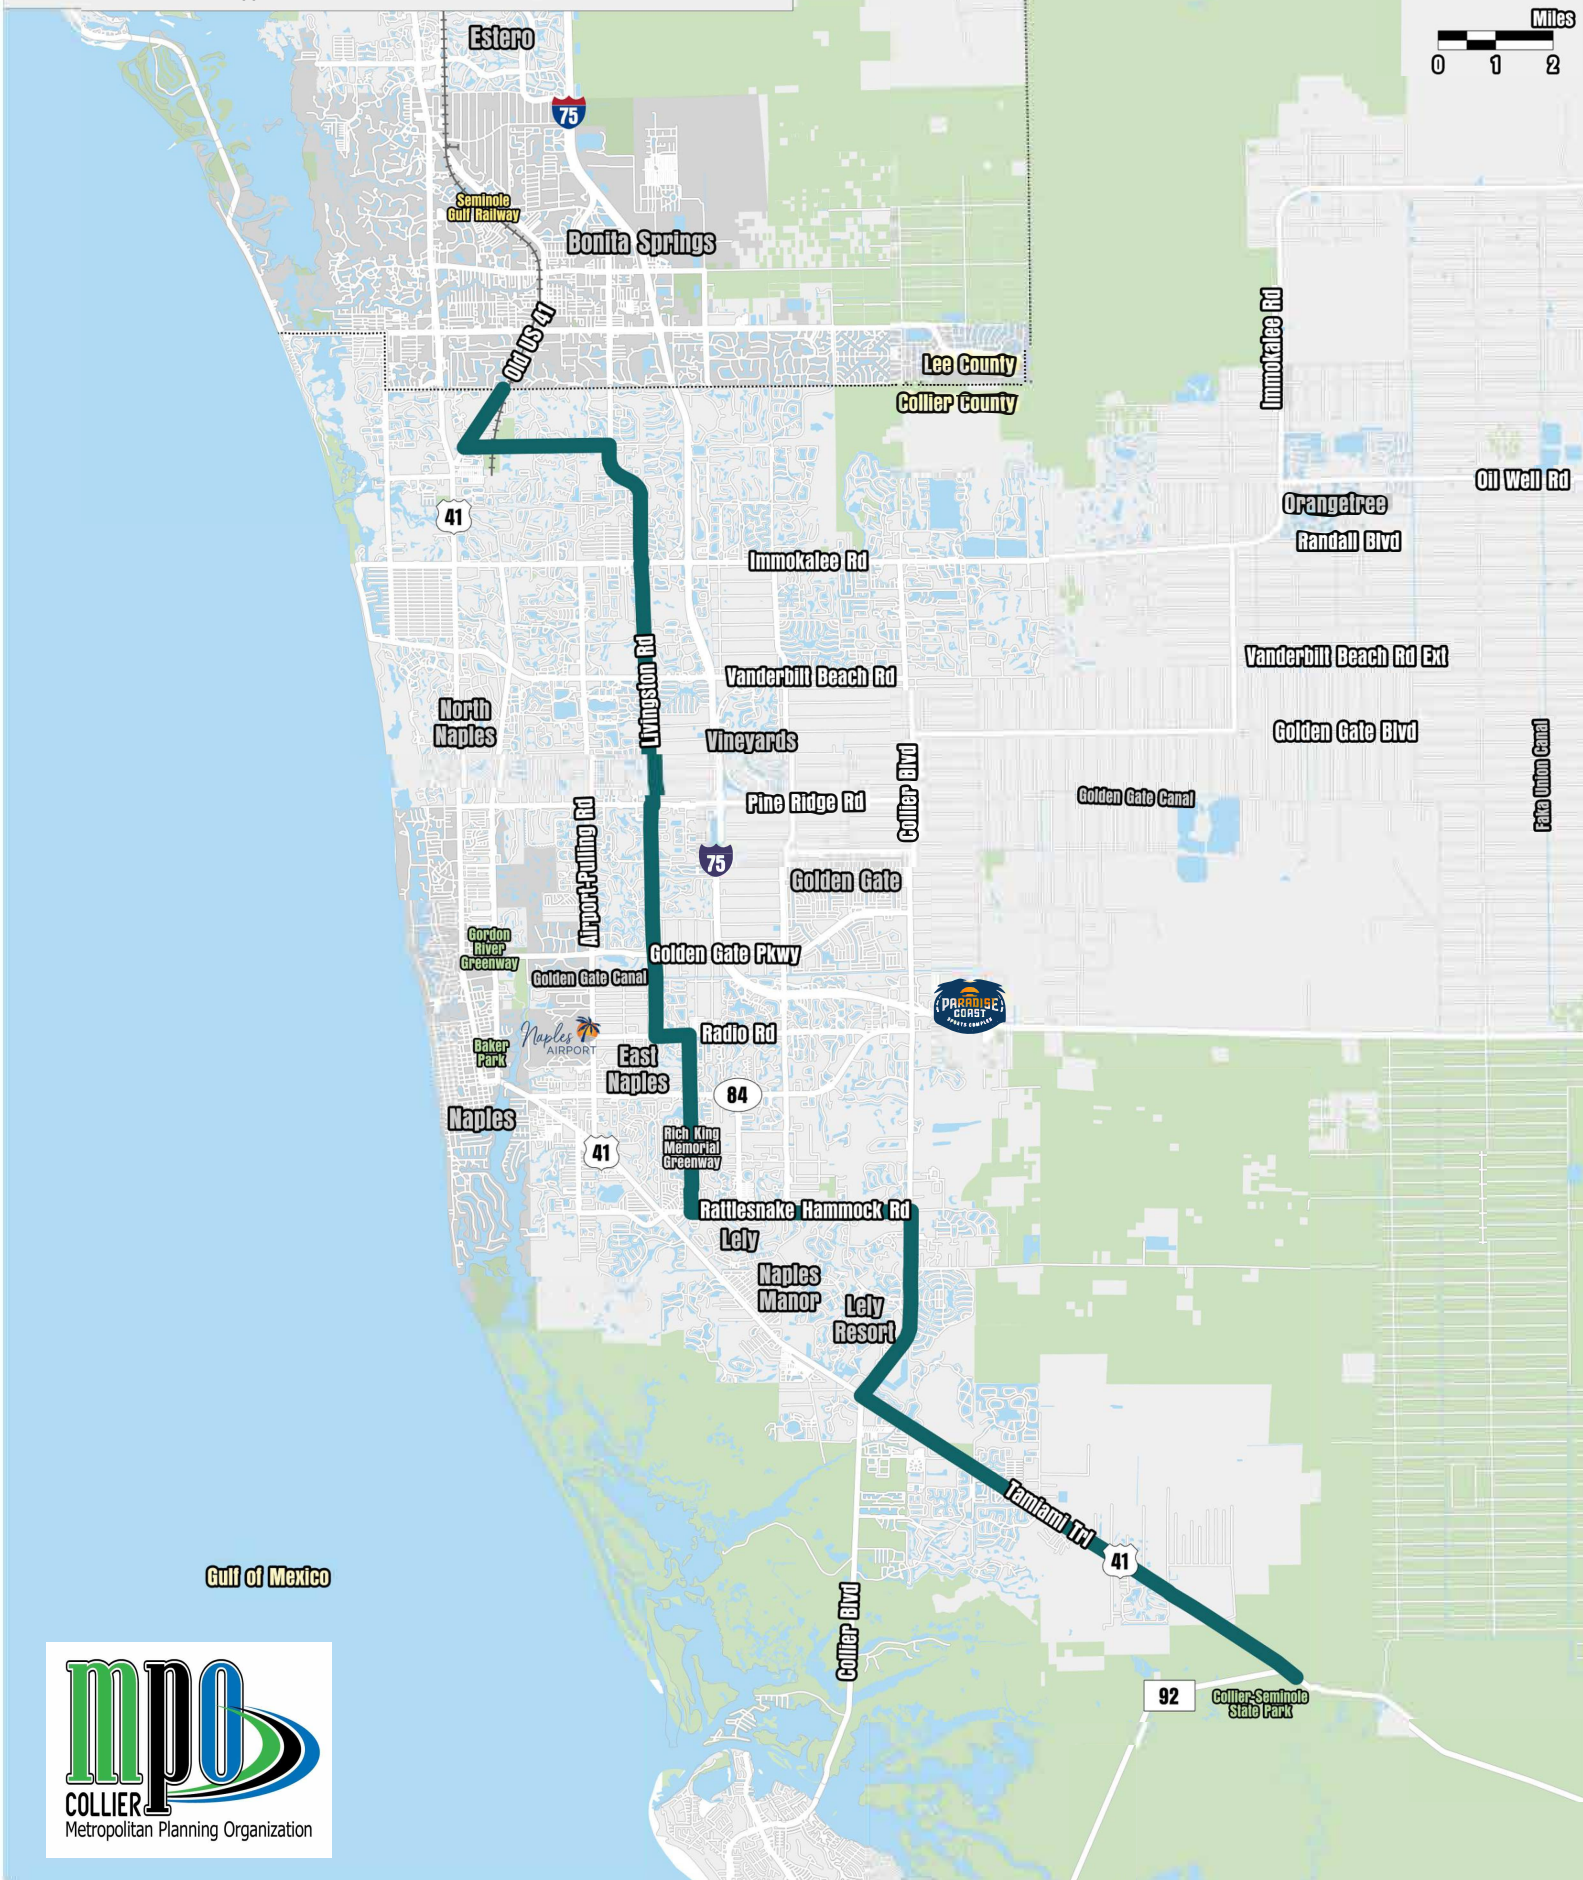 Miles
0 1 2
Estero
75
Seminole
Gulf Railway
Bonita Springs
Old US 41
Immokalee Rd
Lee County
Collier County
Oil Well Rd
Orangetree
41
Randall Blvd
Immokalee Rd
Livingston Rd
Vanderbilt Beach Rd Ext
Vanderbilt Beach Rd
North
Naples
Vineyards
Golden Gate Blvd
Faka Union Canal
Collier Blvd
Golden Gate Canal
Pine Ridge Rd
Airport-Pulling Rd
75
Golden Gate
Gordon
River
Greenway
Golden Gate Pkwy
Golden Gate Canal
PARADISE
COAST
SPORTS COMPLEX
Naples
AIRPORT
Radio Rd
Baker
Park
East
Naples
84
Naples
Rich King
Memorial
Greenway
41
Rattlesnake Hammock Rd
Lely
Naples
Manor
Lely
Resort
Tamiami Trl
41
Gulf of Mexico
Collier Blvd
92
Collier-Seminole
State Park
mpo
COLLIER
Metropolitan Planning Organization